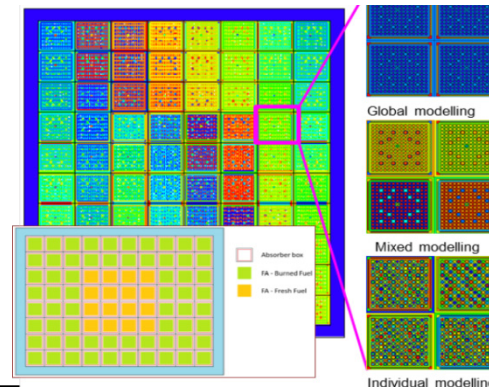 Global modelling
Absorber box
FA - Burned Fuel
FA - Fresh Fuel
Mixed modelling
Individual modelling